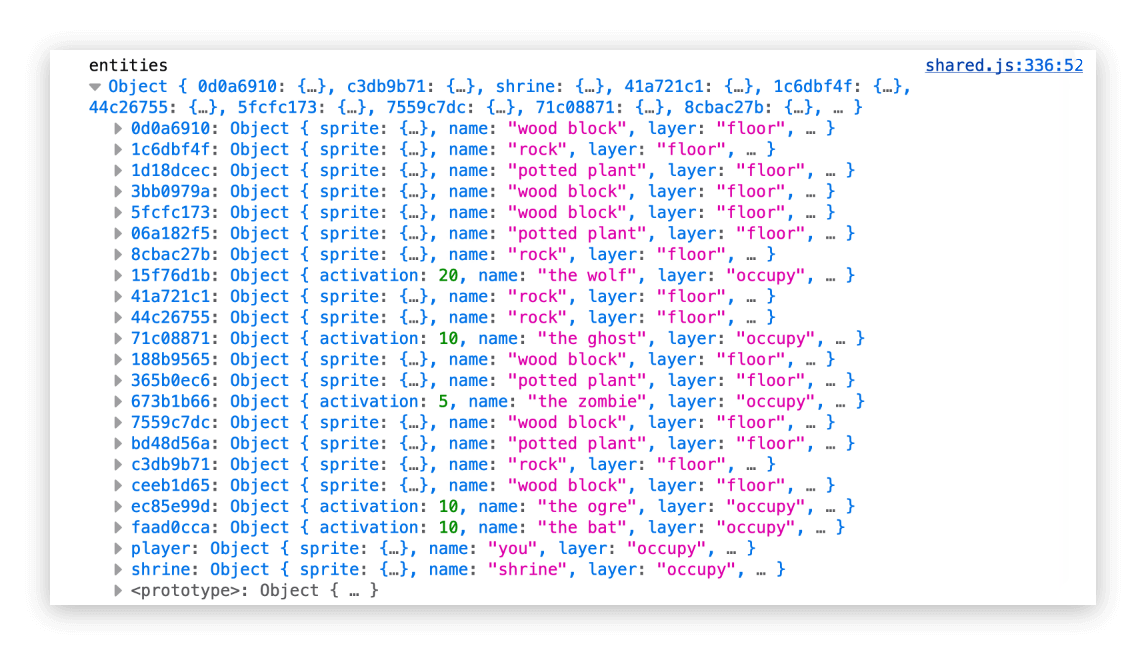 entities shared.js:336:52
Object { 0d0a6910: {…}, c3db9b71: {…}, shrine: {…}, 41a721c1: {…}, 1c6dbf4f: {…},
44c26755: {…}, 5fcfc173: {…}, 7559c7dc: {…}, 71c08871: {…}, 8cbac27b: {…}, … }
0d0a6910: Object { sprite: {…}, name: "wood block", layer: "floor", … }
1c6dbf4f: Object { sprite: {…}, name: "rock", layer: "floor", … }
1d18dcec: Object { sprite: {…}, name: "potted plant", layer: "floor", … }
3bb0979a: Object { sprite: {…}, name: "wood block", layer: "floor", … }
5fcfc173: Object { sprite: {…}, name: "wood block", layer: "floor", … }
06a182f5: Object { sprite: {…}, name: "potted plant", layer: "floor", … }
8cbac27b: Object { sprite: {…}, name: "rock", layer: "floor", … }
15f76d1b: Object { activation: 20, name: "the wolf", layer: "occupy", … }
41a721c1: Object { sprite: {…}, name: "rock", layer: "floor", … }
44c26755: Object { sprite: {…}, name: "rock", layer: "floor", … }
71c08871: Object { activation: 10, name: "the ghost", layer: "occupy", … }
188b9565: Object { sprite: {…}, name: "wood block", layer: "floor", … }
365b0ec6: Object { sprite: {…}, name: "potted plant", layer: "floor", … }
673b1b66: Object { activation: 5, name: "the zombie", layer: "occupy", … }
7559c7dc: Object { sprite: {…}, name: "wood block", layer: "floor", … }
bd48d56a: Object { sprite: {…}, name: "potted plant", layer: "floor", … }
c3db9b71: Object { sprite: {…}, name: "rock", layer: "floor", … }
ceeb1d65: Object { sprite: {…}, name: "wood block", layer: "floor", … }
ec85e99d: Object { activation: 10, name: "the ogre", layer: "occupy", … }
faad0cca: Object { activation: 10, name: "the bat", layer: "occupy", … }
player: Object { sprite: {…}, name: "you", layer: "occupy", … }
shrine: Object { sprite: {…}, name: "shrine", layer: "occupy", … }
<prototype>: Object { … }